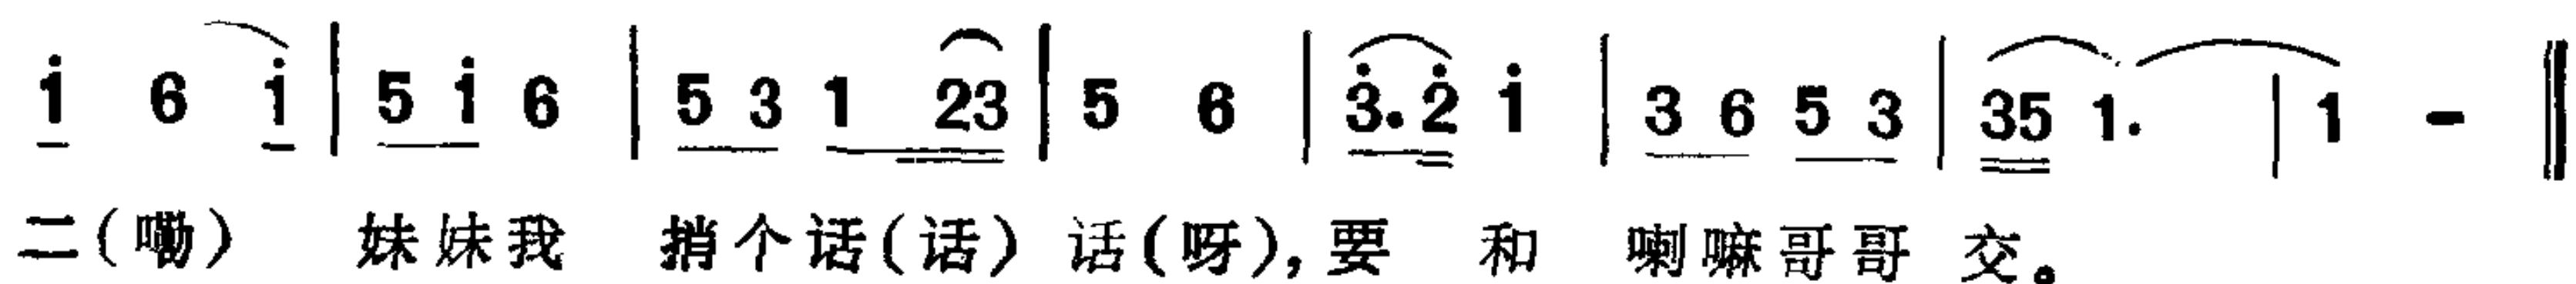 i 6 i | 5 i 6 | 5 3 1 23 | 5 6 | 3.2 i | 3 6 5 3 | 35 1. | 1 - ‖
二(嘞) 妹妹我 捎个话(话) 话(呀),要 和 喇嘛哥哥 交。